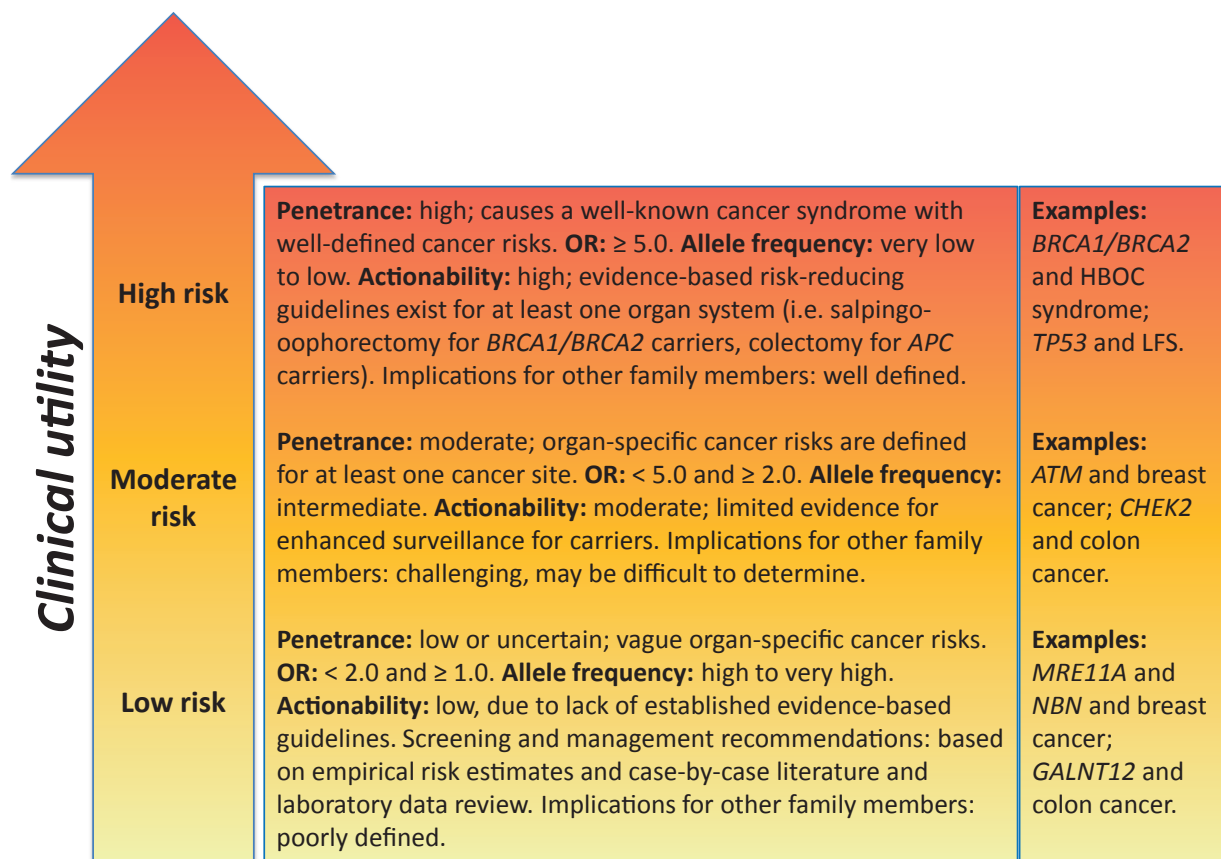 Clinical utility
High risk
Penetrance: high; causes a well-known cancer syndrome with
well-defined cancer risks. OR: ≥ 5.0. Allele frequency: very low
to low. Actionability: high; evidence-based risk-reducing
guidelines exist for at least one organ system (i.e. salpingo-
oophorectomy for BRCA1/BRCA2 carriers, colectomy for APC
carriers). Implications for other family members: well defined.
Examples:
BRCA1/BRCA2
and HBOC
syndrome;
TP53 and LFS.
Moderate
risk
Penetrance: moderate; organ-specific cancer risks are defined
for at least one cancer site. OR: < 5.0 and ≥ 2.0. Allele frequency:
intermediate. Actionability: moderate; limited evidence for
enhanced surveillance for carriers. Implications for other family
members: challenging, may be difficult to determine.
Examples:
ATM and breast
cancer; CHEK2
and colon
cancer.
Low risk
Penetrance: low or uncertain; vague organ-specific cancer risks.
OR: < 2.0 and ≥ 1.0. Allele frequency: high to very high.
Actionability: low, due to lack of established evidence-based
guidelines. Screening and management recommendations: based
on empirical risk estimates and case-by-case literature and
laboratory data review. Implications for other family members:
poorly defined.
Examples:
MRE11A and
NBN and breast
cancer;
GALNT12 and
colon cancer.